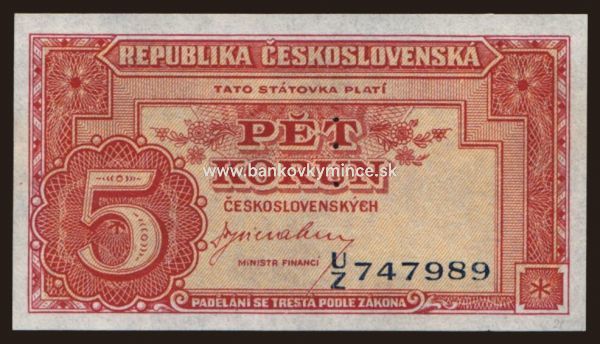 REPUBLIKA ČESKOSLOVENSKÁ
TATO STÁTOVKA PLATÍ
PĚT
KORUN
www.bankovkymince.sk
ČESKOSLOVENSKÝCH
5
MINISTR FINANCÍ
U/Z 747989
PADĚLÁNÍ SE TRESTÁ PODLE ZÁKONA